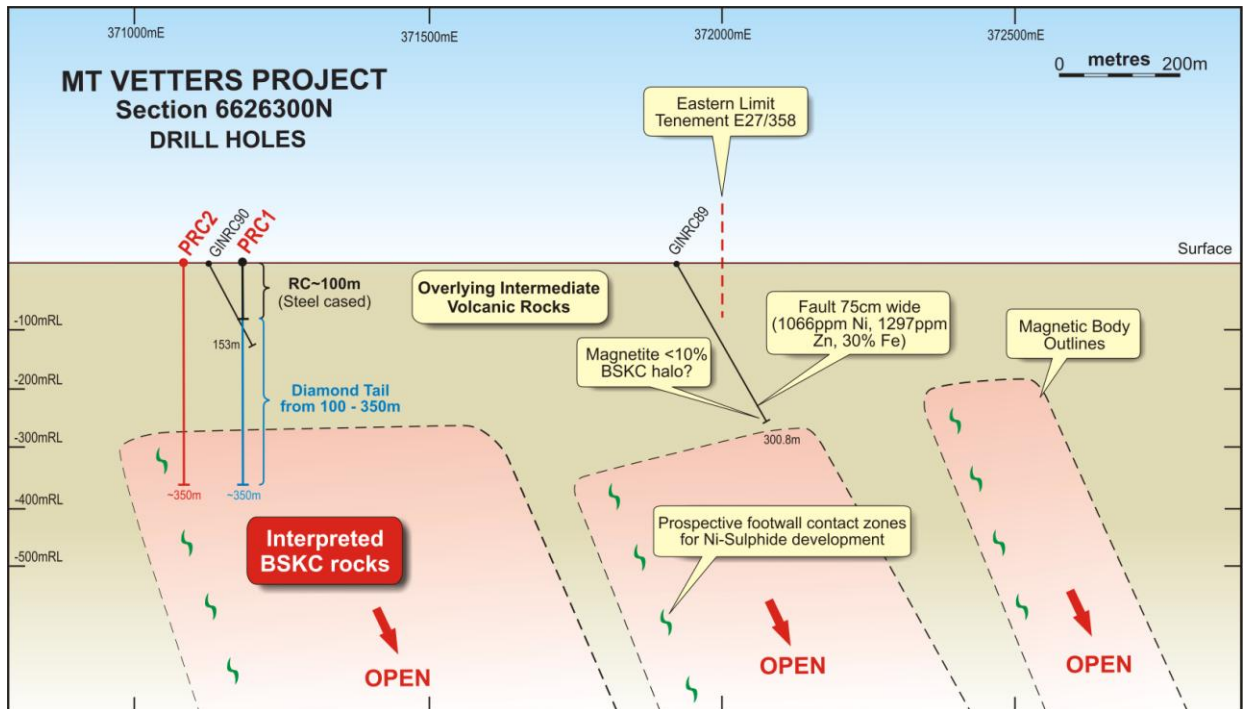 371000mE
371500mE
372000mE
372500mE
MT VETTERS PROJECT
Section 6626300N
DRILL HOLES
0 metres 200m
Eastern Limit
Tenement E27/358
PRC2
GINRC90
PRC1
GINRC89
Surface
RC~100m
(Steel cased)
Overlying Intermediate
Volcanic Rocks
Fault 75cm wide
(1066ppm Ni, 1297ppm
Zn, 30% Fe)
Magnetic Body
Outlines
-100mRL
153m
Magnetite <10%
BSKC halo?
-200mRL
Diamond Tail
from 100 - 350m
-300mRL
300.8m
~350m
~350m
-400mRL
Interpreted
BSKC rocks
Prospective footwall contact zones
for Ni-Sulphide development
-500mRL
OPEN
OPEN
OPEN